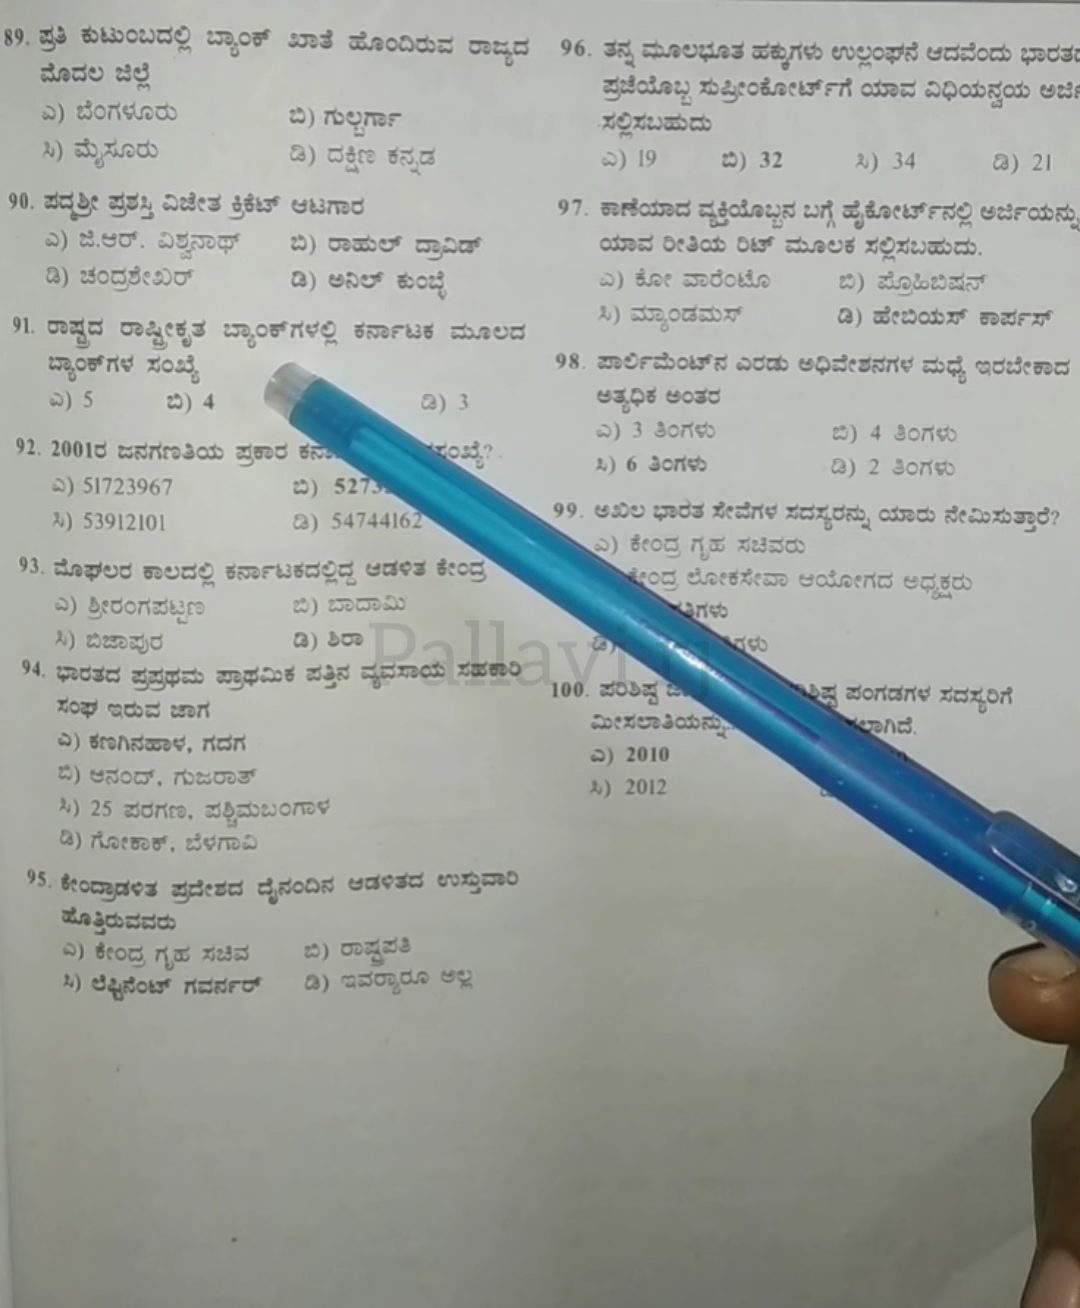 89. ಪ್ರತಿ ಕುಟುಂಬದಲ್ಲಿ ಬ್ಯಾಂಕ್ ಖಾತೆ ಹೊಂದಿರುವ ರಾಜ್ಯದ
ಮೊದಲ ಜಿಲ್ಲೆ
ಎ) ಬೆಂಗಳೂರು ಬಿ) ಗುಲ್ಬರ್ಗಾ
ಸಿ) ಮೈಸೂರು ಡಿ) ದಕ್ಷಿಣ ಕನ್ನಡ
90. ಪದ್ಮಶ್ರೀ ಪ್ರಶಸ್ತಿ ವಿಜೇತ ಕ್ರಿಕೆಟ್ ಆಟಗಾರ
ಎ) ಜಿ.ಆರ್. ವಿಶ್ವನಾಥ್ ಬಿ) ರಾಹುಲ್ ದ್ರಾವಿಡ್
ಡಿ) ಚಂದ್ರಶೇಖರ್ ಡಿ) ಅನಿಲ್ ಕುಂಬ್ಳೆ
91. ರಾಷ್ಟ್ರದ ರಾಷ್ಟ್ರೀಕೃತ ಬ್ಯಾಂಕ್‌ಗಳಲ್ಲಿ ಕರ್ನಾಟಕ ಮೂಲದ
ಬ್ಯಾಂಕ್‌ಗಳ ಸಂಖ್ಯೆ
ಎ) 5 ಬಿ) 4 ಡಿ) 3
92. 2001ರ ಜನಗಣತಿಯ ಪ್ರಕಾರ
ಎ) 51723967 ಬಿ)
ಸಿ) 53912101 ಡಿ) 54744162
93. ಮೊಘಲರ ಕಾಲದಲ್ಲಿ ಕರ್ನಾಟಕದಲ್ಲಿದ್ದ ಆಡಳಿತ ಕೇಂದ್ರ
ಎ) ಶ್ರೀರಂಗಪಟ್ಟಣ ಬಿ) ಬಾದಾಮಿ
ಸಿ) ಬಿಜಾಪುರ ಡಿ) ಶಿರಾ
94. ಭಾರತದ ಪ್ರಪ್ರಥಮ ಪ್ರಾಥಮಿಕ ಪತ್ತಿನ ವ್ಯವಸಾಯ ಸಹಕಾರಿ
ಸಂಘ ಇರುವ ಜಾಗ
ಎ) ಕಣಗಿನಹಾಳ, ಗದಗ
ಬಿ) ಆನಂದ್, ಗುಜರಾತ್
ಸಿ) 25 ಪರಗಣ, ಪಶ್ಚಿಮಬಂಗಾಳ
ಡಿ) ಗೋಕಾಕ್, ಬೆಳಗಾವಿ
95. ಕೇಂದ್ರಾಡಳಿತ ಪ್ರದೇಶದ ದೈನಂದಿನ ಆಡಳಿತದ ಉಸ್ತುವಾರಿ
ಹೊತ್ತಿರುವವರು
ಎ) ಕೇಂದ್ರ ಗೃಹ ಸಚಿವ ಬಿ) ರಾಷ್ಟ್ರಪತಿ
ಸಿ) ಲೆಫ್ಟಿನೆಂಟ್ ಗವರ್ನರ್ ಡಿ) ಇವರ‍್ಯಾರೂ ಅಲ್ಲ
96. ತನ್ನ ಮೂಲಭೂತ ಹಕ್ಕುಗಳು ಉಲ್ಲಂಘನೆ ಆದವೆಂದು
ಪ್ರಜೆಯೊಬ್ಬ ಸುಪ್ರೀಂಕೋರ್ಟ್‌ಗೆ ಯಾವ ವಿಧಿಯನ್ವಯ
ಸಲ್ಲಿಸಬಹುದು
ಎ) 19 ಬಿ) 32 ಸಿ) 34 ಡಿ) 21
97. ಕಾಣೆಯಾದ ವ್ಯಕ್ತಿಯೊಬ್ಬನ ಬಗ್ಗೆ ಹೈಕೋರ್ಟ್‌ನಲ್ಲಿ ಅರ್ಜಿಯನ್ನು
ಯಾವ ರೀತಿಯ ರಿಟ್ ಮೂಲಕ ಸಲ್ಲಿಸಬಹುದು.
ಎ) ಕೋ ವಾರೆಂಟೊ ಬಿ) ಪ್ರೊಹಿಬಿಷನ್
ಸಿ) ಮ್ಯಾಂಡಮಸ್ ಡಿ) ಹೇಬಿಯಸ್ ಕಾರ್ಪಸ್
98. ಪಾರ್ಲಿಮೆಂಟ್‌ನ ಎರಡು ಅಧಿವೇಶನಗಳ ಮಧ್ಯೆ ಇರಬೇಕಾದ
ಅತ್ಯಧಿಕ ಅಂತರ
ಎ) 3 ತಿಂಗಳು ಬಿ) 4 ತಿಂಗಳು
ಸಿ) 6 ತಿಂಗಳು ಡಿ) 2 ತಿಂಗಳು
99. ಅಖಿಲ ಭಾರತ ಸೇವೆಗಳ ಸದಸ್ಯರನ್ನು ಯಾರು ನೇಮಿಸುತ್ತಾರೆ?
ಎ) ಕೇಂದ್ರ ಗೃಹ ಸಚಿವರು
ಕೇಂದ್ರ ಲೋಕಸೇವಾ ಆಯೋಗದ ಅಧ್ಯಕ್ಷರು
ಡಿ)
100. ಪರಿಶಿಷ್ಟ ಪಂಗಡಗಳ ಸದಸ್ಯರಿಗೆ
ಮೀಸಲಾತಿಯನ್ನು
ಎ) 2010
ಸಿ) 2012
Pallavi